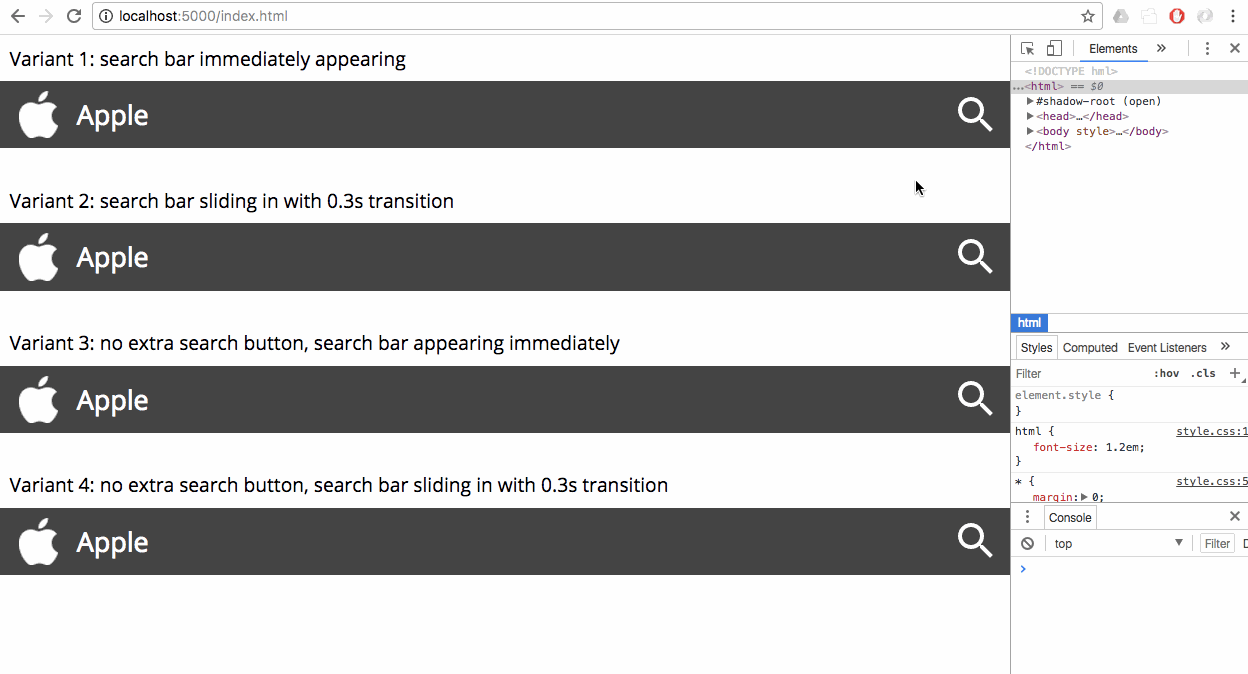 localhost:5000/index.html
Variant 1: search bar immediately appearing
Apple
Variant 2: search bar sliding in with 0.3s transition
Apple
Variant 3: no extra search button, search bar appearing immediately
Apple
Variant 4: no extra search button, search bar sliding in with 0.3s transition
Apple
Elements »
<!DOCTYPE hml>
…<html> == $0
▶#shadow-root (open)
▶<head>…</head>
▶<body style>…</body>
</html>
html
Styles Computed Event Listeners »
Filter :hov .cls +
element.style {
}
html { style.css:1
font-size: 1.2em;
}
* { style.css:5
margin:▶ 0;
Console
top ▼ Filter
›